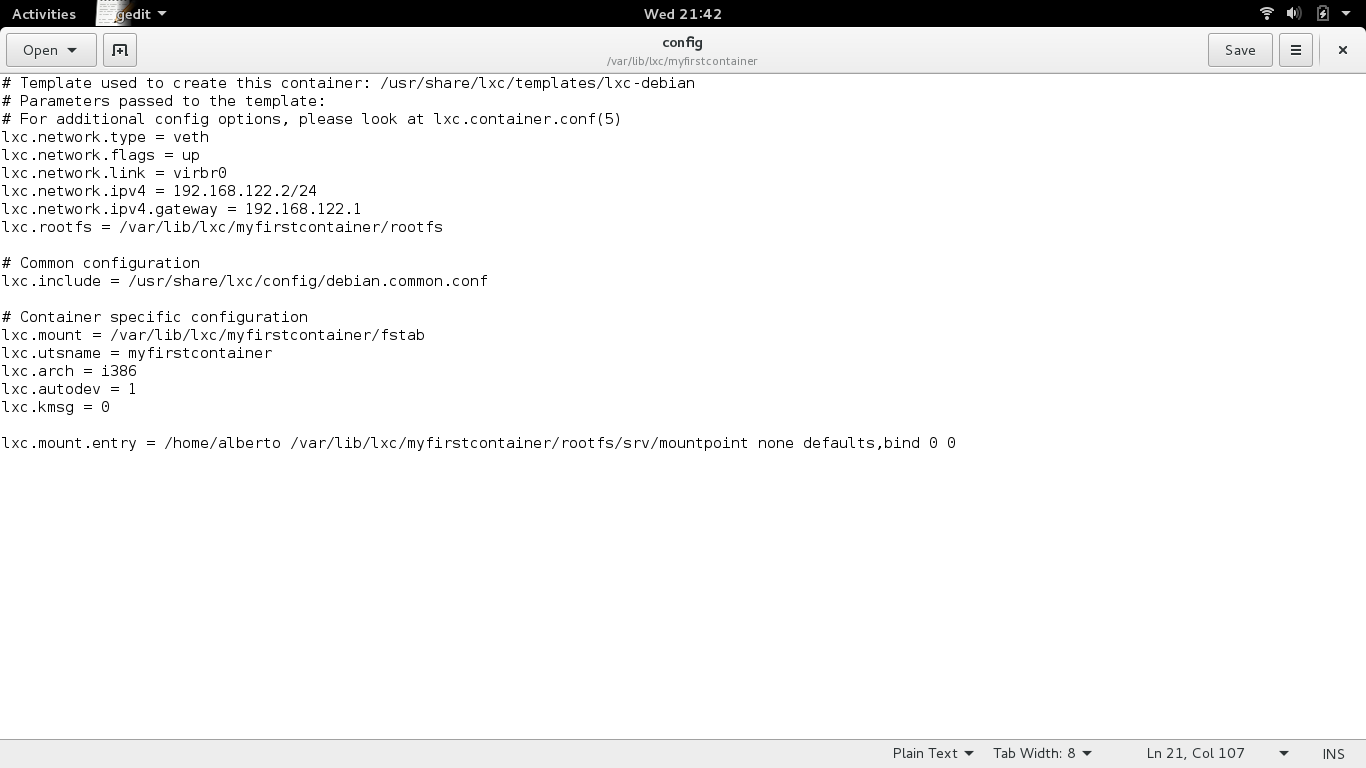 Activities gedit Wed 21:42
Open config Save
/var/lib/lxc/myfirstcontainer
# Template used to create this container: /usr/share/lxc/templates/lxc-debian
# Parameters passed to the template:
# For additional config options, please look at lxc.container.conf(5)
lxc.network.type = veth
lxc.network.flags = up
lxc.network.link = virbr0
lxc.network.ipv4 = 192.168.122.2/24
lxc.network.ipv4.gateway = 192.168.122.1
lxc.rootfs = /var/lib/lxc/myfirstcontainer/rootfs
# Common configuration
lxc.include = /usr/share/lxc/config/debian.common.conf
# Container specific configuration
lxc.mount = /var/lib/lxc/myfirstcontainer/fstab
lxc.utsname = myfirstcontainer
lxc.arch = i386
lxc.autodev = 1
lxc.kmsg = 0
lxc.mount.entry = /home/alberto /var/lib/lxc/myfirstcontainer/rootfs/srv/mountpoint none defaults,bind 0 0
Plain Text Tab Width: 8 Ln 21, Col 107 INS